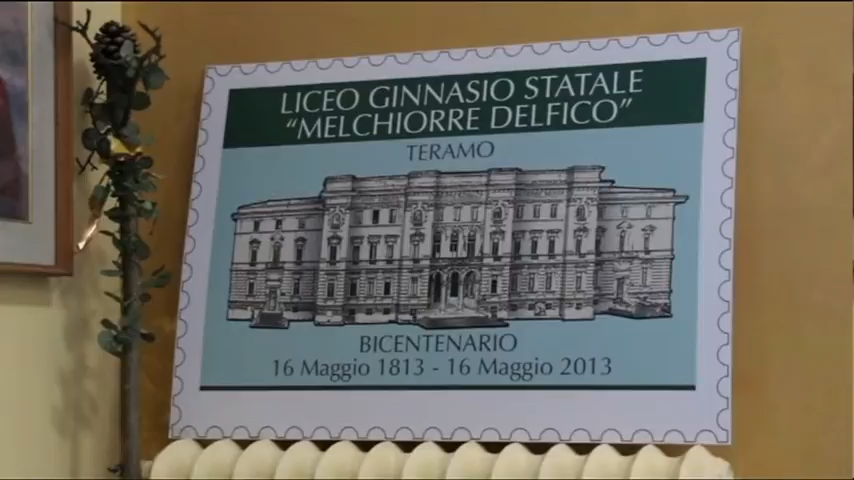 LICEO GINNASIO STATALE
“MELCHIORRE DELFICO”
TERAMO
BICENTENARIO
16 Maggio 1813 - 16 Maggio 2013